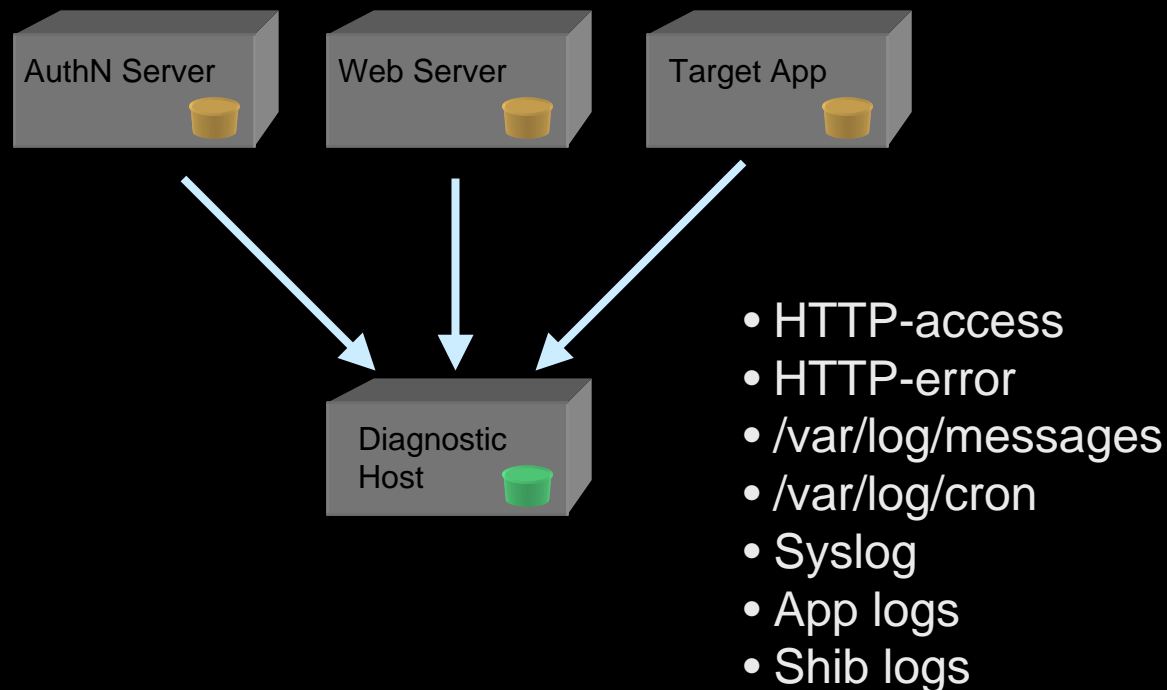 AuthN Server
Web Server
Target App
Diagnostic
Host
• HTTP-access
• HTTP-error
• /var/log/messages
• /var/log/cron
• Syslog
• App logs
• Shib logs